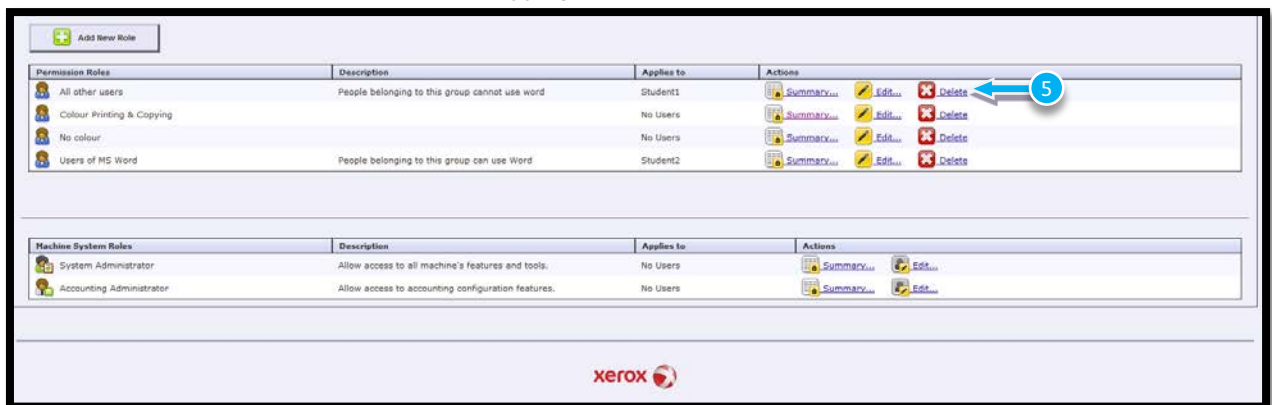 Add New Role
Permission Roles Description Applies to Actions
All other users People belonging to this group cannot use word Student1 Summary... Edit... Delete 5
Colour Printing & Copying No Users Summary... Edit... Delete
No colour No Users Summary... Edit... Delete
Users of MS Word People belonging to this group can use Word Student2 Summary... Edit... Delete
Machine System Roles Description Applies to Actions
System Administrator Allow access to all machine's features and tools. No Users Summary... Edit...
Accounting Administrator Allow access to accounting configuration features. No Users Summary... Edit...
xerox